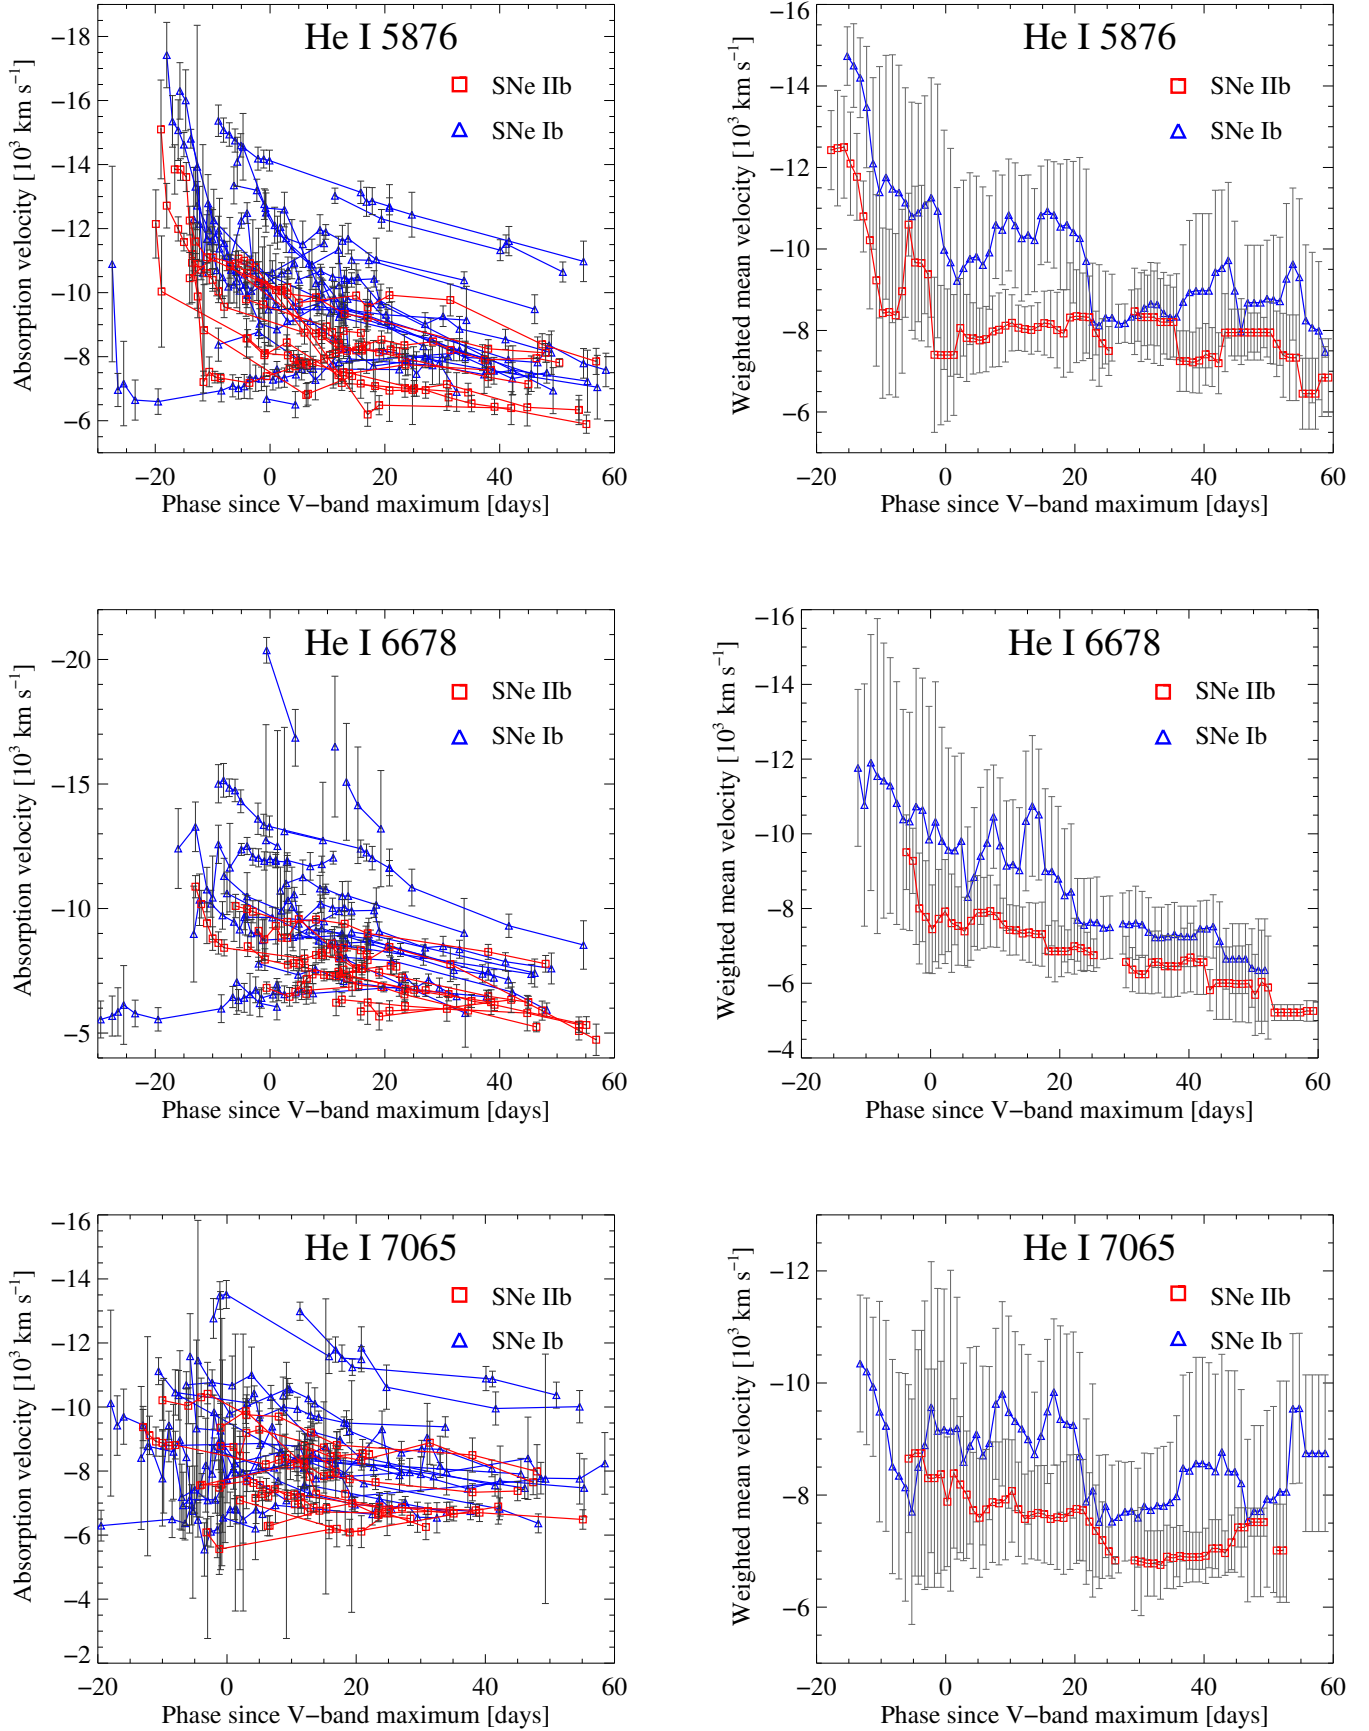 He I 5876
SNe IIb
SNe Ib
Absorption velocity [10³ km s⁻¹]
−18
−16
−14
−12
−10
−8
−6
−20 0 20 40 60
Phase since V−band maximum [days]
He I 5876
SNe IIb
SNe Ib
Weighted mean velocity [10³ km s⁻¹]
−16
−14
−12
−10
−8
−6
−20 0 20 40 60
Phase since V−band maximum [days]
He I 6678
SNe IIb
SNe Ib
Absorption velocity [10³ km s⁻¹]
−20
−15
−10
−5
−20 0 20 40 60
Phase since V−band maximum [days]
He I 6678
SNe IIb
SNe Ib
Weighted mean velocity [10³ km s⁻¹]
−16
−14
−12
−10
−8
−6
−4
−20 0 20 40 60
Phase since V−band maximum [days]
He I 7065
SNe IIb
SNe Ib
Absorption velocity [10³ km s⁻¹]
−16
−14
−12
−10
−8
−6
−4
−2
−20 0 20 40 60
Phase since V−band maximum [days]
He I 7065
SNe IIb
SNe Ib
Weighted mean velocity [10³ km s⁻¹]
−12
−10
−8
−6
−20 0 20 40 60
Phase since V−band maximum [days]